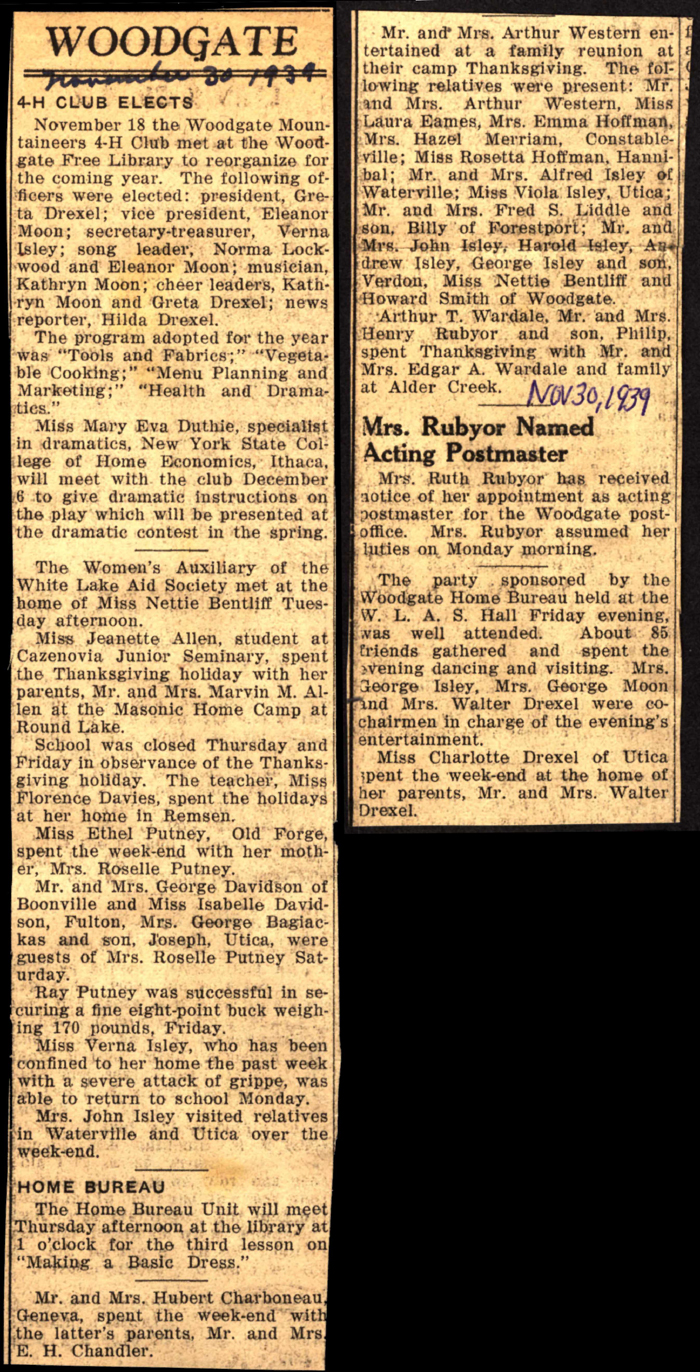 WOODGATE
November 30 1939
4-H CLUB ELECTS
November 18 the Woodgate Moun-
taineers 4-H Club met at the Wood-
gate Free Library to reorganize for
the coming year. The following of-
ficers were elected: president, Gre-
ta Drexel; vice president, Eleanor
Moon; secretary-treasurer, Verna
Isley; song leader, Norma Lock-
wood and Eleanor Moon; musician,
Kathryn Moon; cheer leaders, Kath-
ryn Moon and Greta Drexel; news
reporter, Hilda Drexel.
The program adopted for the year
was "Tools and Fabrics;" "Vegeta-
ble Cooking;" "Menu Planning and
Marketing;" "Health and Drama-
tics."
Miss Mary Eva Duthie, specialist
in dramatics, New York State Col-
lege of Home Economics, Ithaca,
will meet with the club December
6 to give dramatic instructions on
the play which will be presented at
the dramatic contest in the spring.
The Women's Auxiliary of the
White Lake Aid Society met at the
home of Miss Nettie Bentliff Tues-
day afternoon.
Miss Jeanette Allen, student at
Cazenovia Junior Seminary, spent
the Thanksgiving holiday with her
parents, Mr. and Mrs. Marvin M. Al-
len at the Masonic Home Camp at
Round Lake.
School was closed Thursday and
Friday in observance of the Thanks-
giving holiday. The teacher, Miss
Florence Davies, spent the holidays
at her home in Remsen.
Miss Ethel Putney, Old Forge,
spent the week-end with her moth-
er, Mrs. Roselle Putney.
Mr. and Mrs. George Davidson of
Boonville and Miss Isabelle David-
son, Fulton, Mrs. George Bagiac-
kas and son, Joseph, Utica, were
guests of Mrs. Roselle Putney Sat-
urday.
Ray Putney was successful in se-
curing a fine eight-point buck weigh-
ing 170 pounds, Friday.
Miss Verna Isley, who has been
confined to her home the past week
with a severe attack of grippe, was
able to return to school Monday.
Mrs. John Isley visited relatives
in Waterville and Utica over the
week-end.
HOME BUREAU
The Home Bureau Unit will meet
Thursday afternoon at the library at
1 o'clock for the third lesson on
"Making a Basic Dress."
Mr. and Mrs. Hubert Charboneau,
Geneva, spent the week-end with
the latter's parents, Mr. and Mrs.
E. H. Chandler.
Mr. and Mrs. Arthur Western en-
tertained at a family reunion at
their camp Thanksgiving. The fol-
lowing relatives were present: Mr.
and Mrs. Arthur Western, Miss
Laura Eames, Mrs. Emma Hoffman,
Mrs. Hazel Merriam, Constable-
ville; Miss Rosetta Hoffman, Hanni-
bal; Mr. and Mrs. Alfred Isley of
Waterville; Miss Viola Isley, Utica;
Mr. and Mrs. Fred S. Liddle and
son, Billy of Forestport; Mr. and
Mrs. John Isley, Harold Isley, An-
drew Isley, George Isley and son,
Verdon, Miss Nettie Bentliff and
Howard Smith of Woodgate.
Arthur T. Wardale, Mr. and Mrs.
Henry Rubyor and son, Philip,
spent Thanksgiving with Mr. and
Mrs. Edgar A. Wardale and family
at Alder Creek.
NOV 30, 1939
Mrs. Rubyor Named
Acting Postmaster
Mrs. Ruth Rubyor has received
notice of her appointment as acting
postmaster for the Woodgate post-
office. Mrs. Rubyor assumed her
duties on Monday morning.
The party sponsored by the
Woodgate Home Bureau held at the
W. L. A. S. Hall Friday evening,
was well attended. About 85
friends gathered and spent the
evening dancing and visiting. Mrs.
George Isley, Mrs. George Moon
and Mrs. Walter Drexel were co-
chairmen in charge of the evening's
entertainment.
Miss Charlotte Drexel of Utica
spent the week-end at the home of
her parents, Mr. and Mrs. Walter
Drexel.